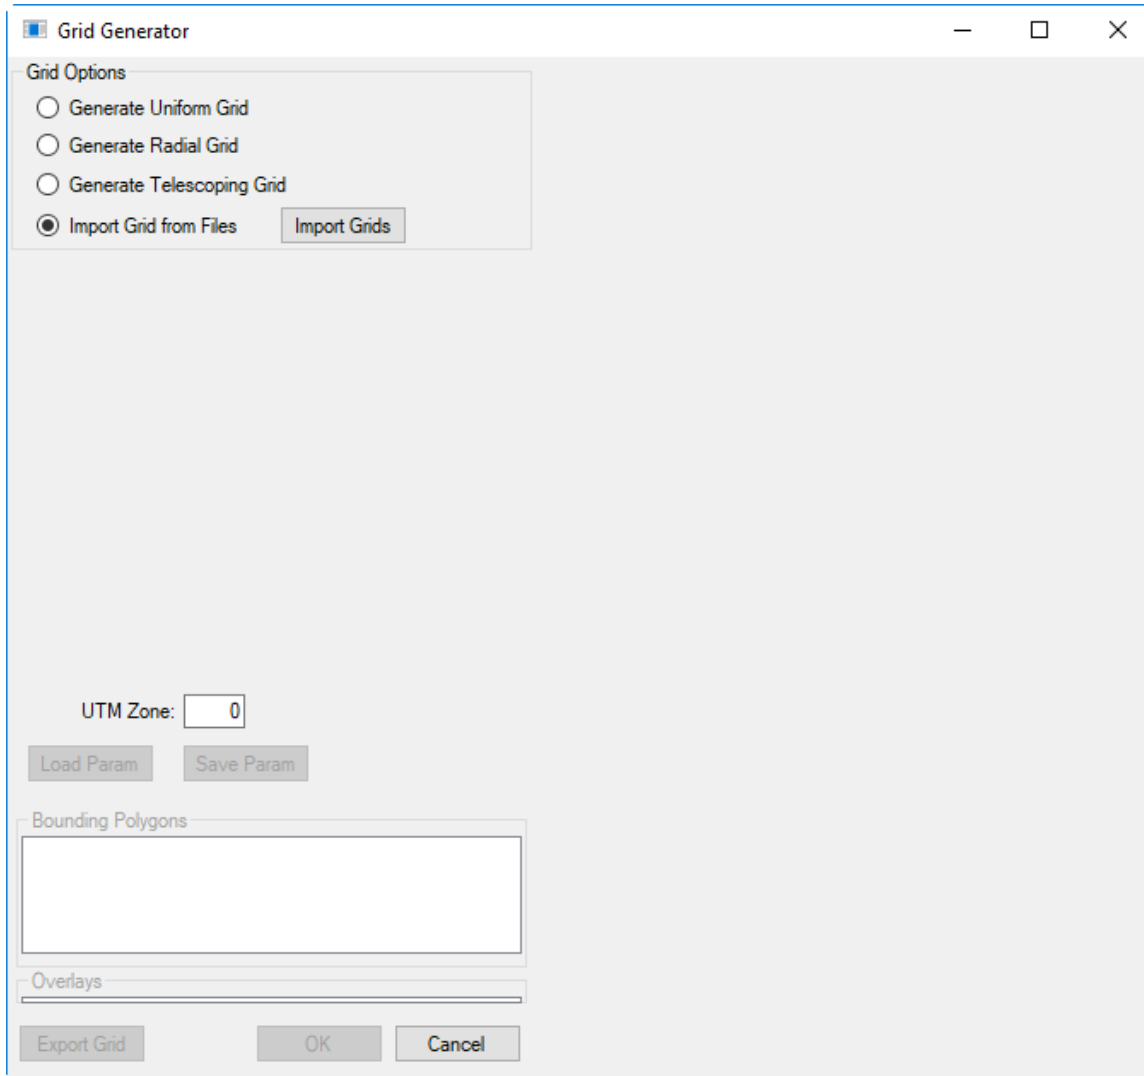 Grid Generator
Grid Options
Generate Uniform Grid
Generate Radial Grid
Generate Telescoping Grid
Import Grid from Files Import Grids
UTM Zone: 0
Load Param Save Param
Bounding Polygons
Overlays
Export Grid OK Cancel